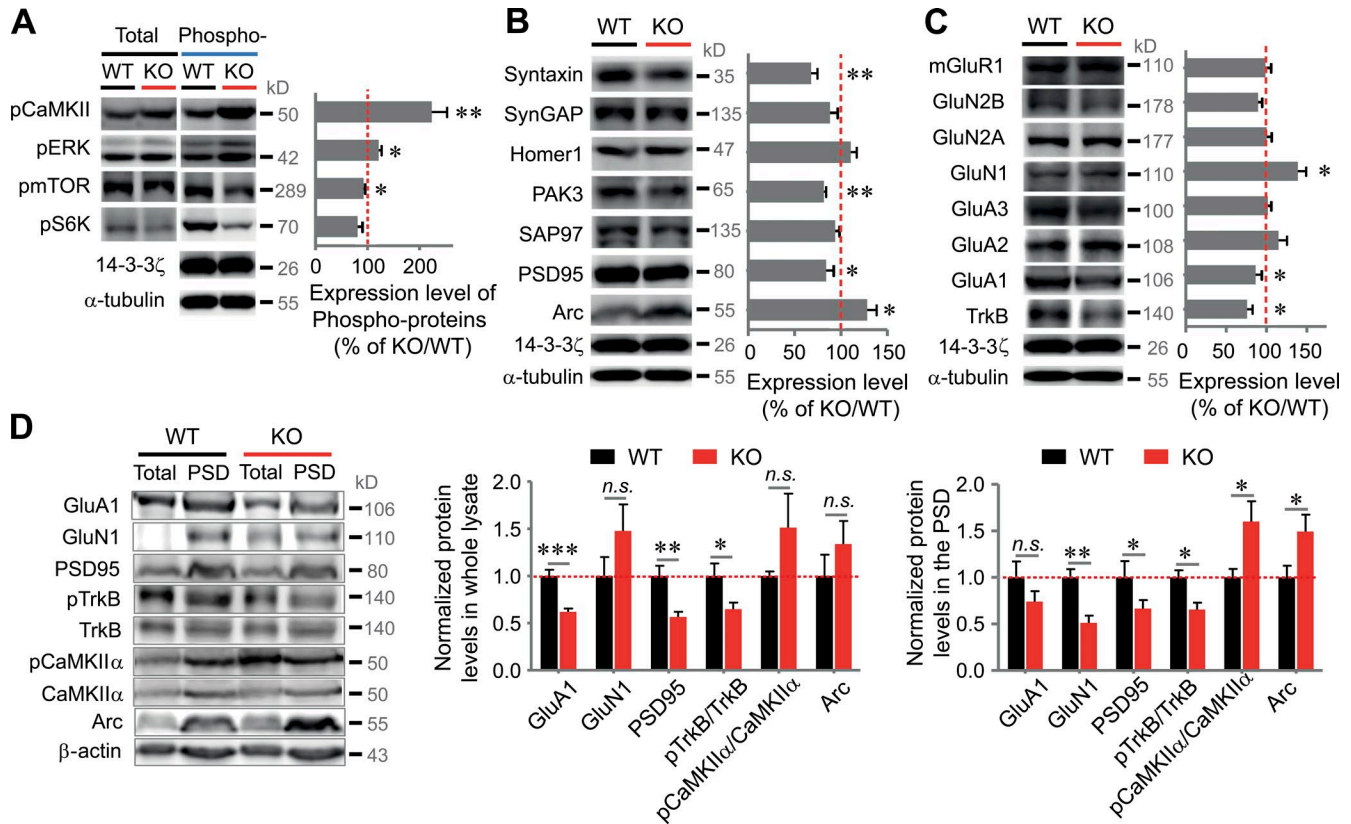 A
Total Phospho-
WT KO WT KO
kD
pCaMKII 50 **
pERK 42 *
pmTOR 289 *
pS6K 70
14-3-3ζ 26
α-tubulin 55
0 100 200
Expression level of
Phospho-proteins
(% of KO/WT)
B
WT KO
kD
Syntaxin 35 **
SynGAP 135
Homer1 47
PAK3 65 **
SAP97 135
PSD95 80 *
Arc 55 *
14-3-3ζ 26
α-tubulin 55
0 50 100 150
Expression level
(% of KO/WT)
C
WT KO
kD
mGluR1 110
GluN2B 178
GluN2A 177
GluN1 110 *
GluA3 100
GluA2 108
GluA1 106 *
TrkB 140 *
14-3-3ζ 26
α-tubulin 55
0 50 100 150
Expression level
(% of KO/WT)
D
WT KO
Total PSD Total PSD
kD
GluA1 106
GluN1 110
PSD95 80
pTrkB 140
TrkB 140
pCaMKIIα 50
CaMKIIα 50
Arc 55
β-actin 43
WT KO
Normalized protein
levels in whole lysate
2.0
1.5
1.0
0.5
0.0
*** n.s. ** * n.s. n.s.
GluA1
GluN1
PSD95
pTrkB/TrkB
pCaMKIIα/CaMKIIα
Arc
WT KO
Normalized protein
levels in the PSD
2.0
1.5
1.0
0.5
0.0
n.s. ** * * * *
GluA1
GluN1
PSD95
pTrkB/TrkB
pCaMKIIα/CaMKIIα
Arc